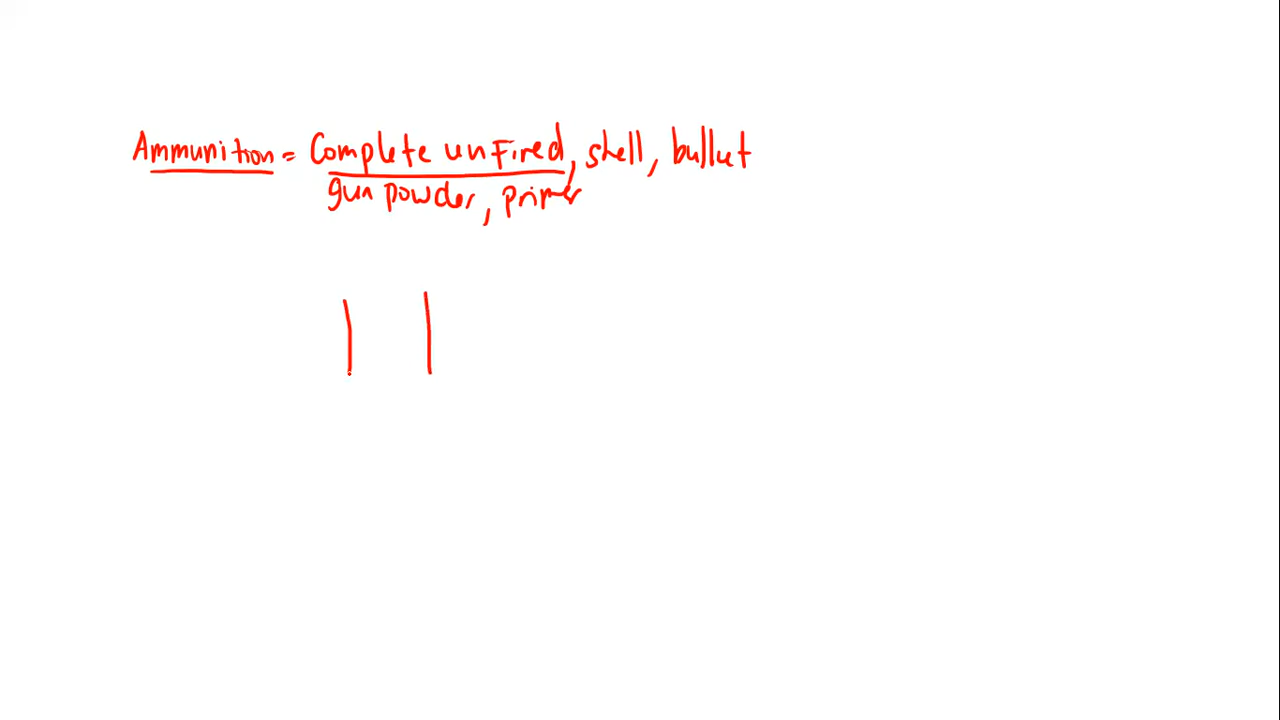 Ammunition = Complete unfired, shell, bullet
gun powder, primer